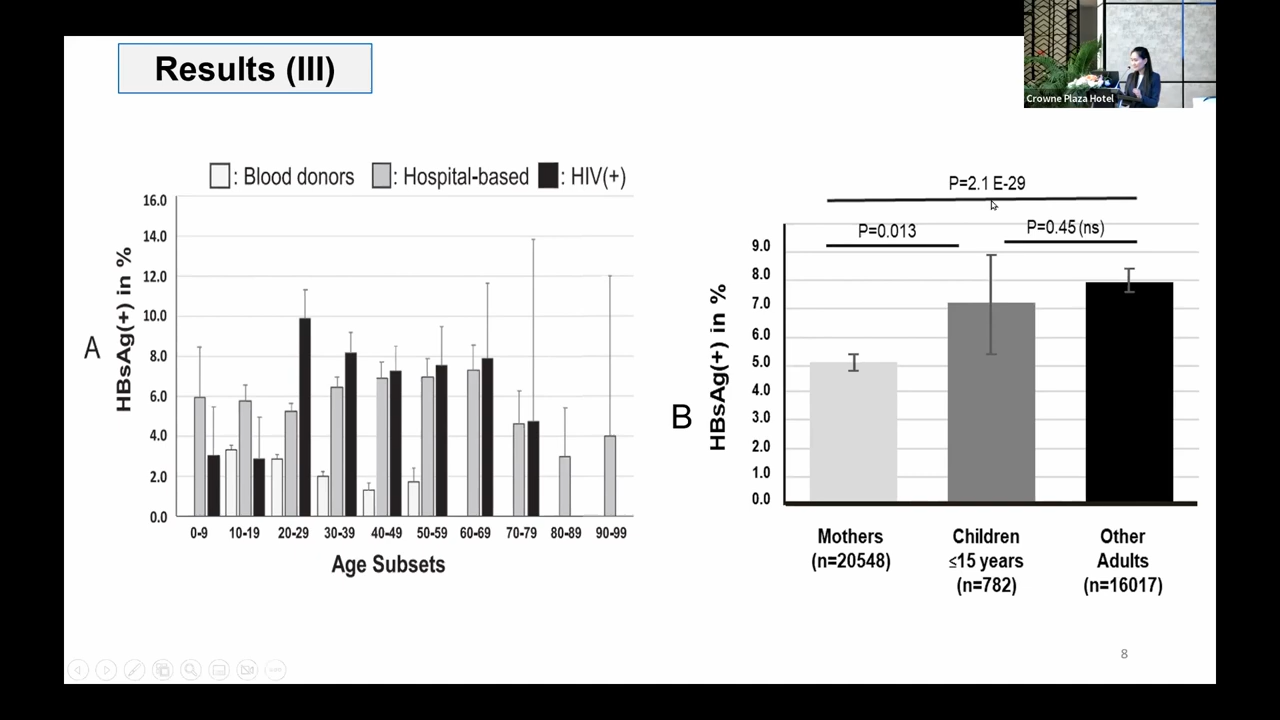 Results (III)
Crowne Plaza Hotel
: Blood donors : Hospital-based : HIV(+)
A
HBsAg(+) in %
16.0
14.0
12.0
10.0
8.0
6.0
4.0
2.0
0.0
0-9 10-19 20-29 30-39 40-49 50-59 60-69 70-79 80-89 90-99
Age Subsets
P=2.1 E-29
P=0.013
P=0.45 (ns)
B
HBsAg(+) in %
9.0
8.0
7.0
6.0
5.0
4.0
3.0
2.0
1.0
0.0
Mothers
(n=20548)
Children
≤15 years
(n=782)
Other
Adults
(n=16017)
8